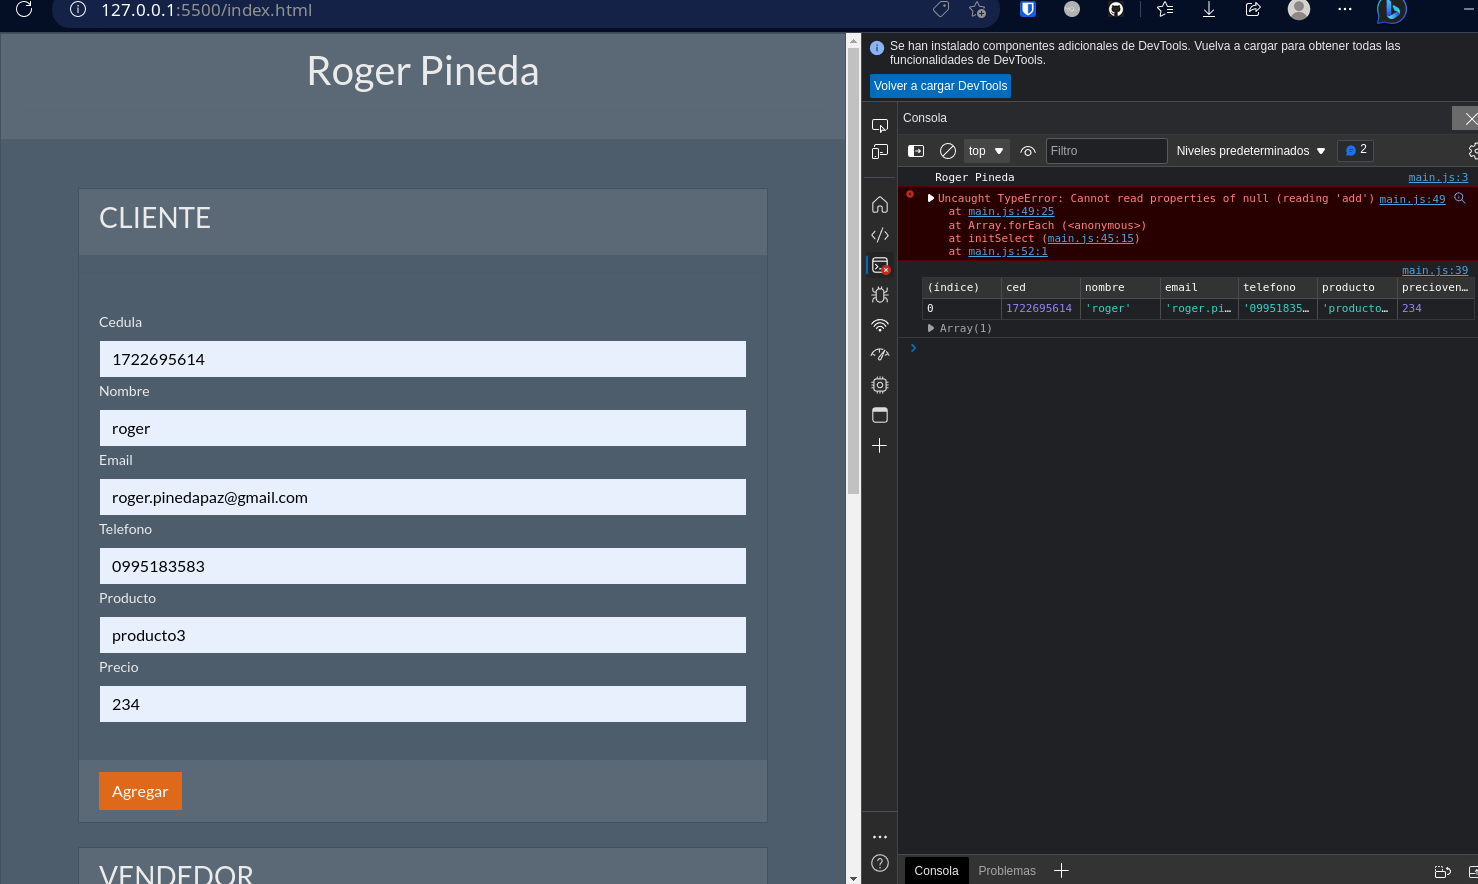 127.0.0.1:5500/index.html
Roger Pineda
CLIENTE
Cedula
1722695614
Nombre
roger
Email
roger.pinedapaz@gmail.com
Telefono
0995183583
Producto
producto3
Precio
234
Agregar
VENDEDOR
Se han instalado componentes adicionales de DevTools. Vuelva a cargar para obtener todas las
funcionalidades de DevTools.
Volver a cargar DevTools
Consola
top Filtro Niveles predeterminados 2
Roger Pineda main.js:3
Uncaught TypeError: Cannot read properties of null (reading 'add') main.js:49
at main.js:49:25
at Array.forEach (<anonymous>)
at initSelect (main.js:45:15)
at main.js:52:1
main.js:39
(índice) ced nombre email telefono producto precioven…
0 1722695614 'roger' 'roger.pi… '09951835… 'producto… 234
Array(1)
Consola Problemas